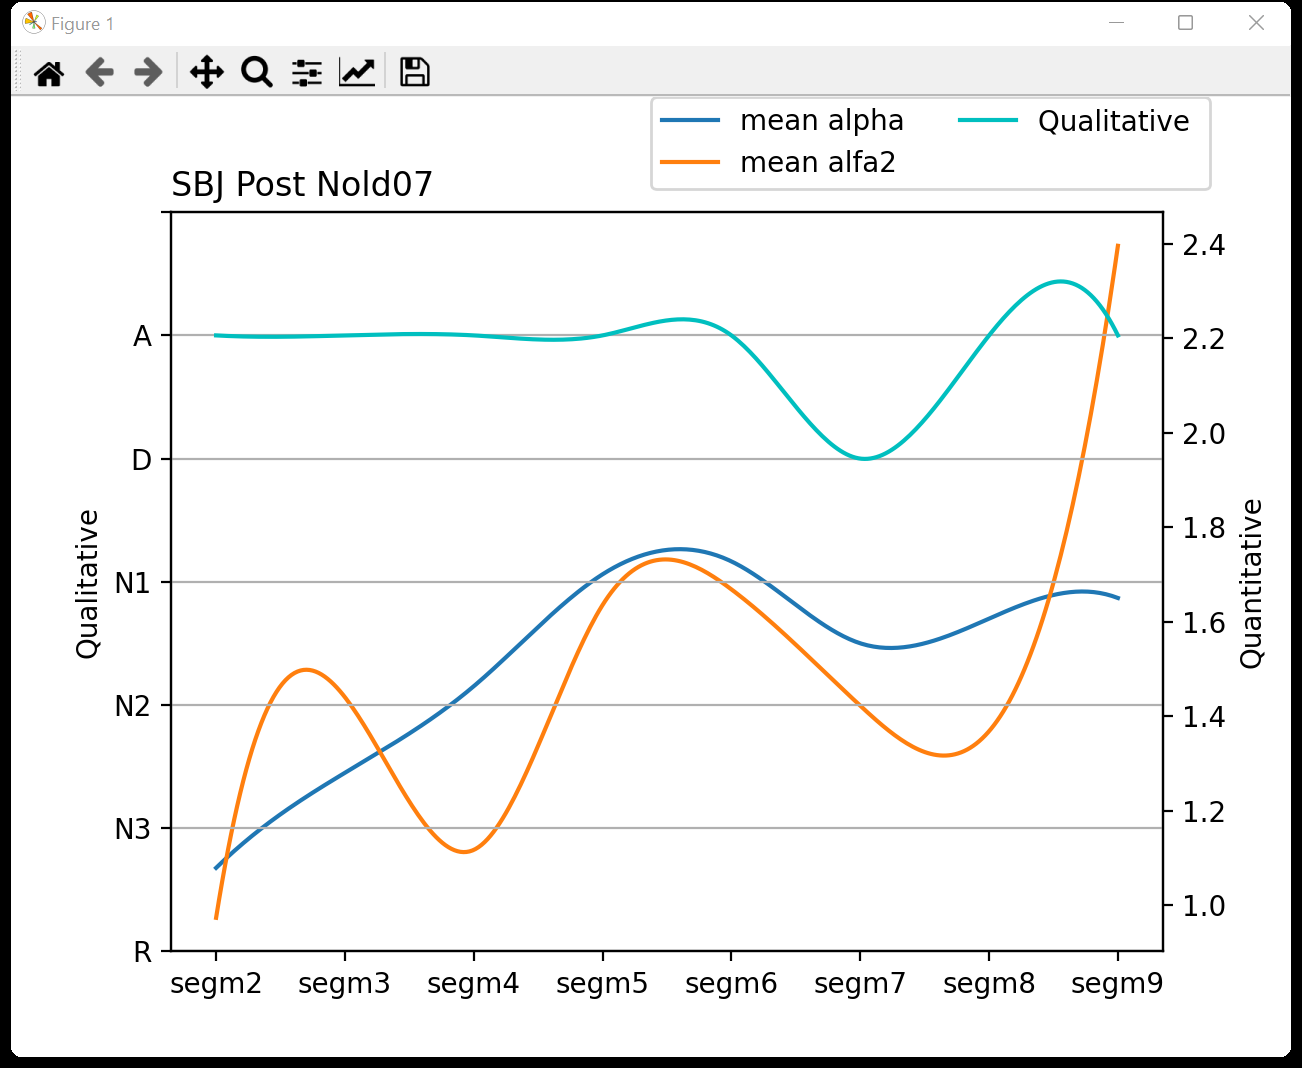 Figure 1
mean alpha
Qualitative
mean alfa2
SBJ Post Nold07
A
D
N1
N2
N3
R
Qualitative
2.4
2.2
2.0
1.8
1.6
1.4
1.2
1.0
Quantitative
segm2 segm3 segm4 segm5 segm6 segm7 segm8 segm9